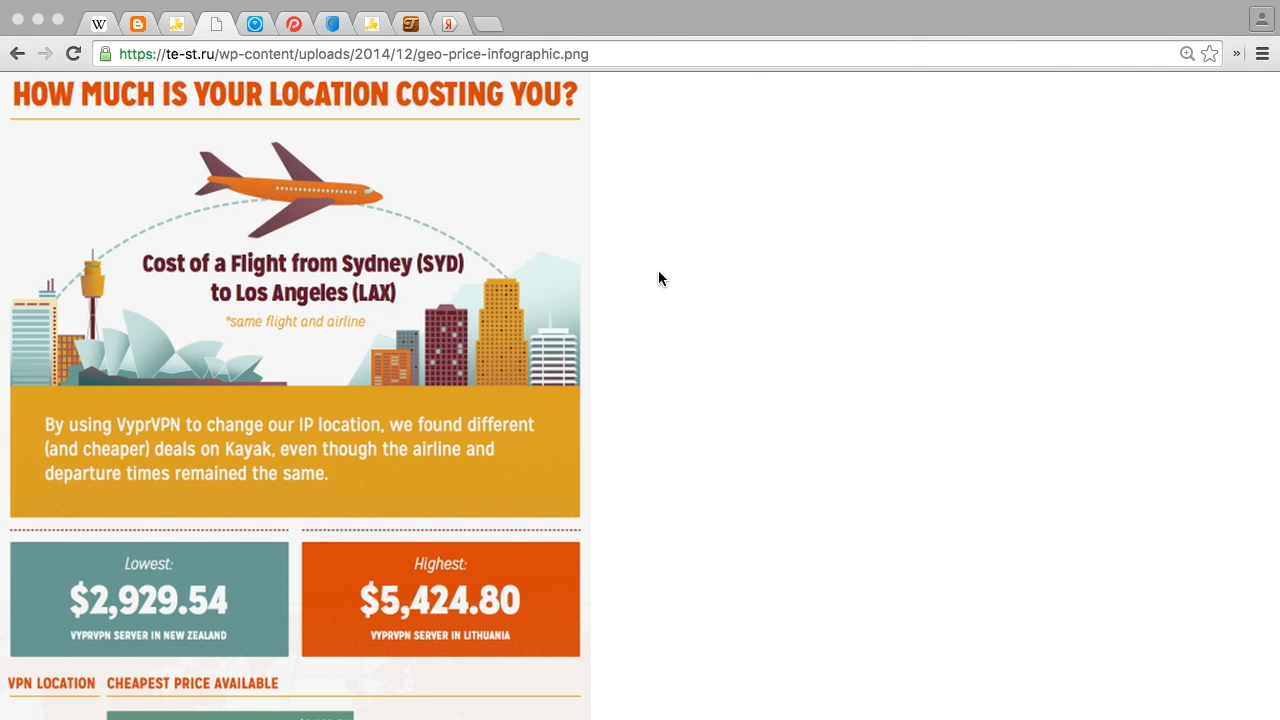 https://te-st.ru/wp-content/uploads/2014/12/geo-price-infographic.png
HOW MUCH IS YOUR LOCATION COSTING YOU?
Cost of a Flight from Sydney (SYD)
to Los Angeles (LAX)
*same flight and airline
By using VyprVPN to change our IP location, we found different
(and cheaper) deals on Kayak, even though the airline and
departure times remained the same.
Lowest:
$2,929.54
VYPRVPN SERVER IN NEW ZEALAND
Highest:
$5,424.80
VYPRVPN SERVER IN LITHUANIA
VPN LOCATION CHEAPEST PRICE AVAILABLE